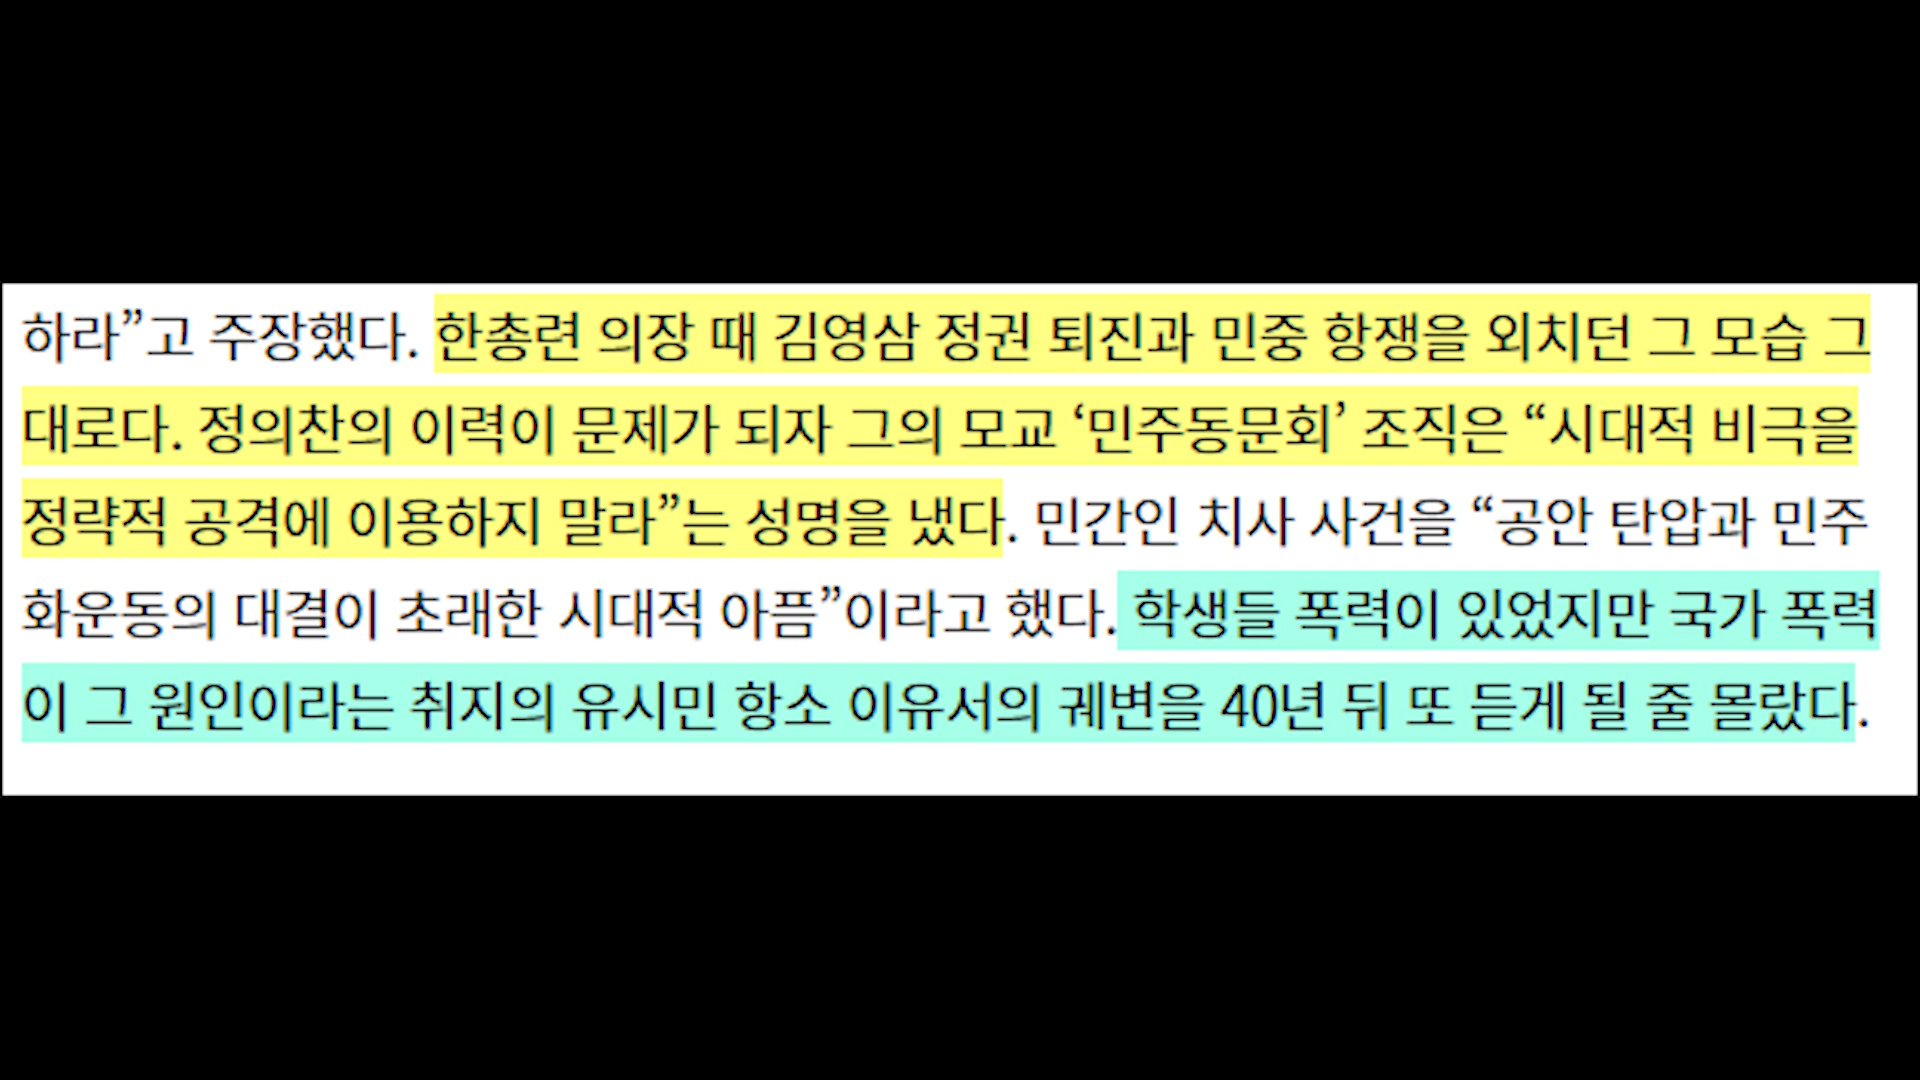 하라”고 주장했다. 한총련 의장 때 김영삼 정권 퇴진과 민중 항쟁을 외치던 그 모습 그
대로다. 정의찬의 이력이 문제가 되자 그의 모교 ‘민주동문회’ 조직은 “시대적 비극을
정략적 공격에 이용하지 말라”는 성명을 냈다. 민간인 치사 사건을 “공안 탄압과 민주
화운동의 대결이 초래한 시대적 아픔”이라고 했다. 학생들 폭력이 있었지만 국가 폭력
이 그 원인이라는 취지의 유시민 항소 이유서의 궤변을 40년 뒤 또 듣게 될 줄 몰랐다.